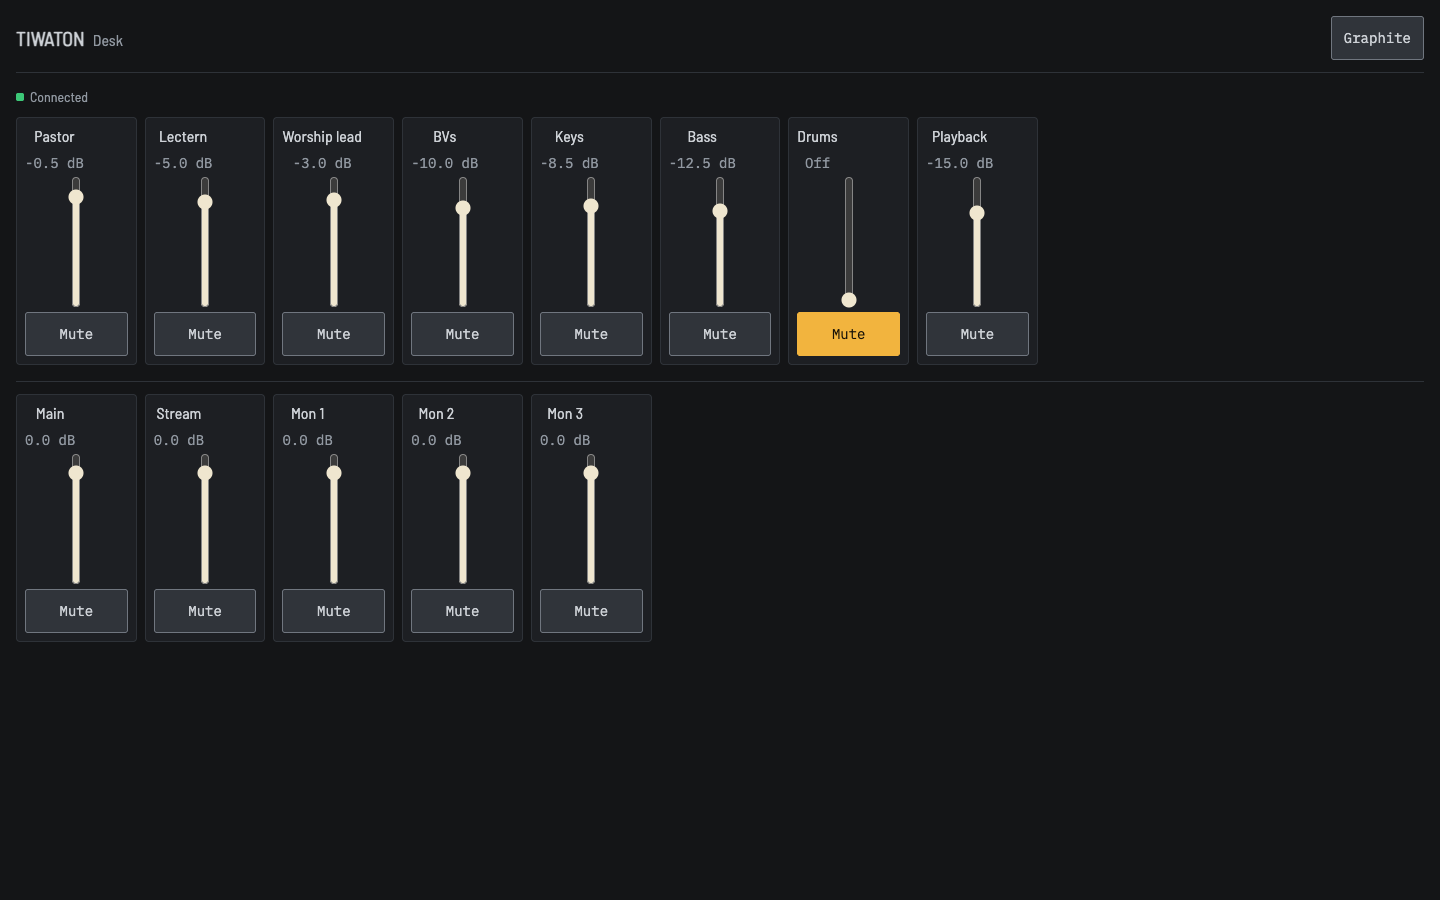 TIWATON Desk
Graphite
Connected
Pastor Lectern Worship lead BVs Keys Bass Drums Playback
-0.5 dB -5.0 dB -3.0 dB -10.0 dB -8.5 dB -12.5 dB Off -15.0 dB
Mute Mute Mute Mute Mute Mute Mute Mute
Main Stream Mon 1 Mon 2 Mon 3
0.0 dB 0.0 dB 0.0 dB 0.0 dB 0.0 dB
Mute Mute Mute Mute Mute